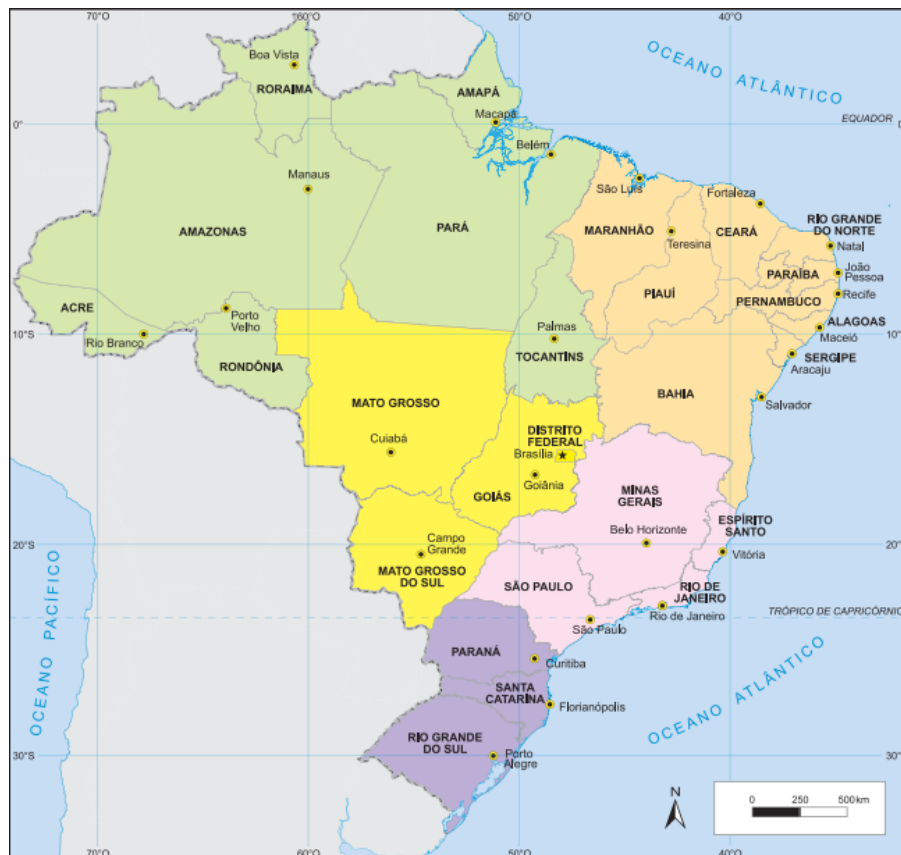 70°O
60°O
50°O
40°O
OCEANO ATLÂNTICO
Boa Vista
RORAIMA
AMAPÁ
Macapá
EQUADOR
0°
0°
Belém
Manaus
São Luís
Fortaleza
RIO GRANDE
DO NORTE
Natal
AMAZONAS
PARÁ
MARANHÃO
CEARÁ
Teresina
PARAÍBA
João
Pessoa
ACRE
PIAUÍ
PERNAMBUCO
Recife
Porto
Velho
Rio Branco
10°S
10°S
Palmas
TOCANTINS
ALAGOAS
Maceió
SERGIPE
Aracaju
RONDÔNIA
MATO GROSSO
BAHIA
Salvador
Cuiabá
DISTRITO
FEDERAL
Brasília
GOIÁS
Goiânia
MINAS
GERAIS
Belo Horizonte
ESPÍRITO
SANTO
Vitória
20°S
20°S
Campo
Grande
MATO GROSSO
DO SUL
SÃO PAULO
RIO DE
JANEIRO
Rio de Janeiro
São Paulo
TRÓPICO DE CAPRICÓRNIO
OCEANO PACÍFICO
PARANÁ
Curitiba
SANTA
CATARINA
Florianópolis
OCEANO ATLÂNTICO
RIO GRANDE
DO SUL
Porto
Alegre
30°S
30°S
N
0 250 500 km
70°O
60°O
50°O
40°O